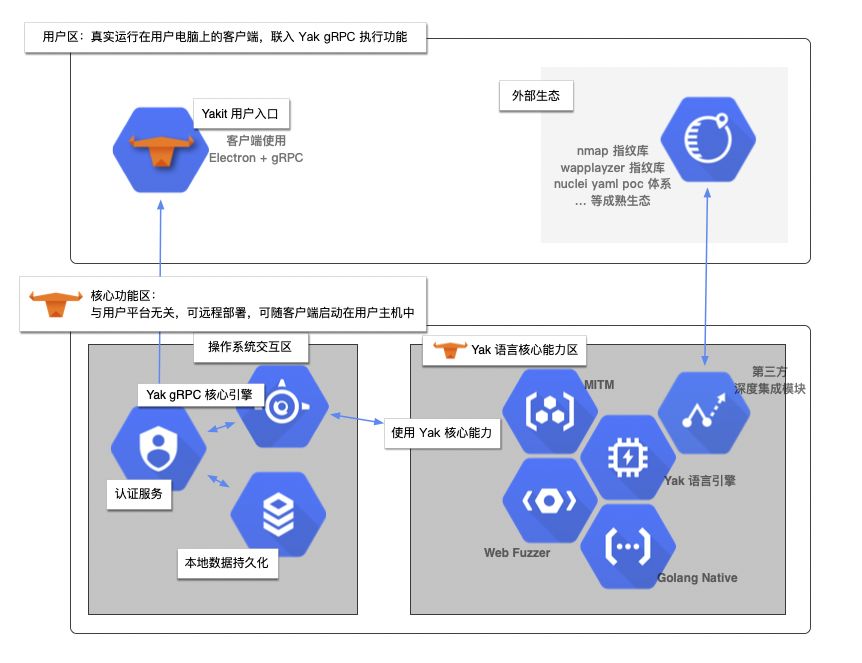 用户区：真实运行在用户电脑上的客户端，联入 Yak gRPC 执行功能
Yakit 用户入口
客户端使用
Electron + gRPC
外部生态
nmap 指纹库
wapplayzer 指纹库
nuclei yaml poc 体系
... 等成熟生态
核心功能区：
与用户平台无关，可远程部署，可随客户端启动在用户主机中
操作系统交互区
Yak gRPC 核心引擎
认证服务
本地数据持久化
使用 Yak 核心能力
Yak 语言核心能力区
MITM
第三方
深度集成模块
Yak 语言引擎
Web Fuzzer
Golang Native